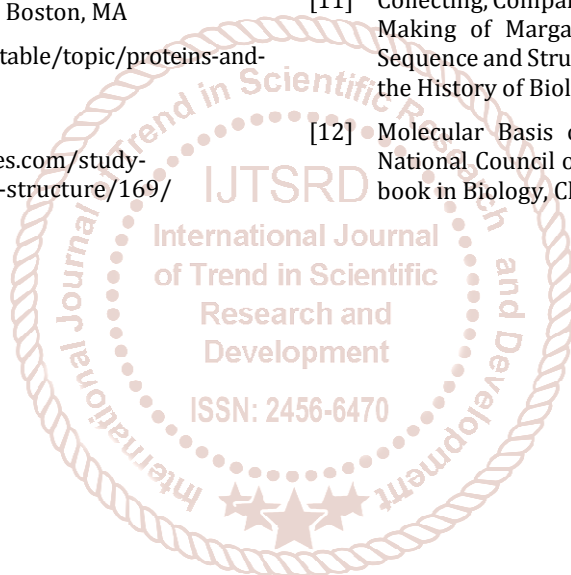 Boston, MA
table/topic/proteins-and-
es.com/study-
-structure/169/
[11] Collecting, Compa
Making of Marga
Sequence and Stru
the History of Biol
[12] Molecular Basis o
National Council o
book in Biology, Cl
International Journal of Trend in Scientific Research and Development
IJTSRD
International Journal
of Trend in Scientific
Research and
Development
ISSN: 2456-6470